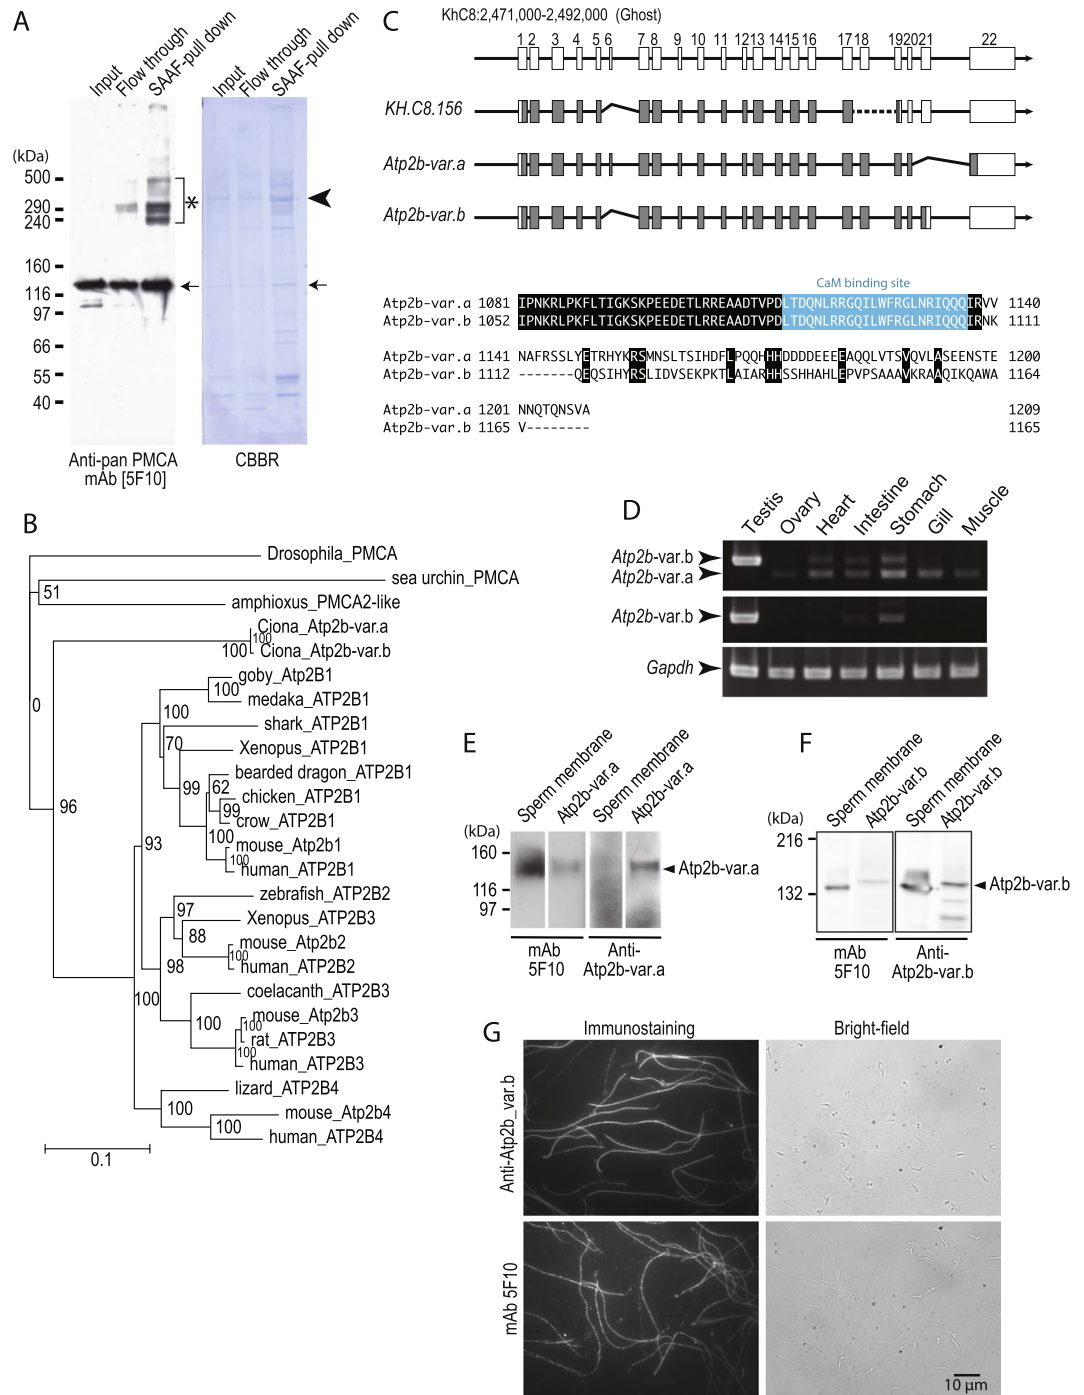 A
Input
Flow through
SAAF-pull down
Input
Flow through
SAAF-pull down
(kDa)
500
290
240
160
116
97
66
55
40
*
Anti-pan PMCA
mAb [5F10]
CBBR
C
KhC8:2,471,000-2,492,000 (Ghost)
1 2 3 4 5 6 7 8 9 10 11 12 13 14 15 16 17 18 19 20 21 22
KH.C8.156
Atp2b-var.a
Atp2b-var.b
CaM binding site
Atp2b-var.a 1081 IPNKRLPKFLTIGKSKPEEDETLRREAADTVPDLTDQNLRRGQILWFRGLNRIQQQIRVV 1140
Atp2b-var.b 1052 IPNKRLPKFLTIGKSKPEEDETLRREAADTVPDLTDQNLRRGQILWFRGLNRIQQQIRNK 1111
Atp2b-var.a 1141 NAFRSSLYETRHYKRSMNSLTSIHDFLPQQHHDDDDEEEEAQQLVTSVQVLASEENSTE 1200
Atp2b-var.b 1112 -------QEQSIHYRSLIDVSEKPKTLAIARHHSSHHAHLEPVPSAAAVKRAAQIKQAWA 1164
Atp2b-var.a 1201 NNQTQNSVA 1209
Atp2b-var.b 1165 V-------- 1165
B
Drosophila_PMCA
sea urchin_PMCA
51
amphioxus_PMCA2-like
Ciona_Atp2b-var.a
100
100
Ciona_Atp2b-var.b
goby_Atp2B1
100
medaka_ATP2B1
0
100
shark_ATP2B1
70
Xenopus_ATP2B1
bearded dragon_ATP2B1
99
62
chicken_ATP2B1
96
99
crow_ATP2B1
93
100
mouse_Atp2b1
100
human_ATP2B1
zebrafish_ATP2B2
97
Xenopus_ATP2B3
88
mouse_Atp2b2
100
98
human_ATP2B2
coelacanth_ATP2B3
100
mouse_Atp2b3
100
100
rat_ATP2B3
100
human_ATP2B3
lizard_ATP2B4
100
mouse_Atp2b4
100
human_ATP2B4
0.1
D
Testis
Ovary
Heart
Intestine
Stomach
Gill
Muscle
Atp2b-var.b
Atp2b-var.a
Atp2b-var.b
Gapdh
E
Sperm membrane
Atp2b-var.a
Sperm membrane
Atp2b-var.a
(kDa)
160
116
97
Atp2b-var.a
mAb
5F10
Anti-
Atp2b-var.a
F
Sperm membrane
Atp2b-var.b
Sperm membrane
Atp2b-var.b
(kDa)
216
132
Atp2b-var.b
mAb
5F10
Anti-
Atp2b-var.b
G
Immunostaining
Bright-field
Anti-Atp2b_var.b
mAb 5F10
10 µm